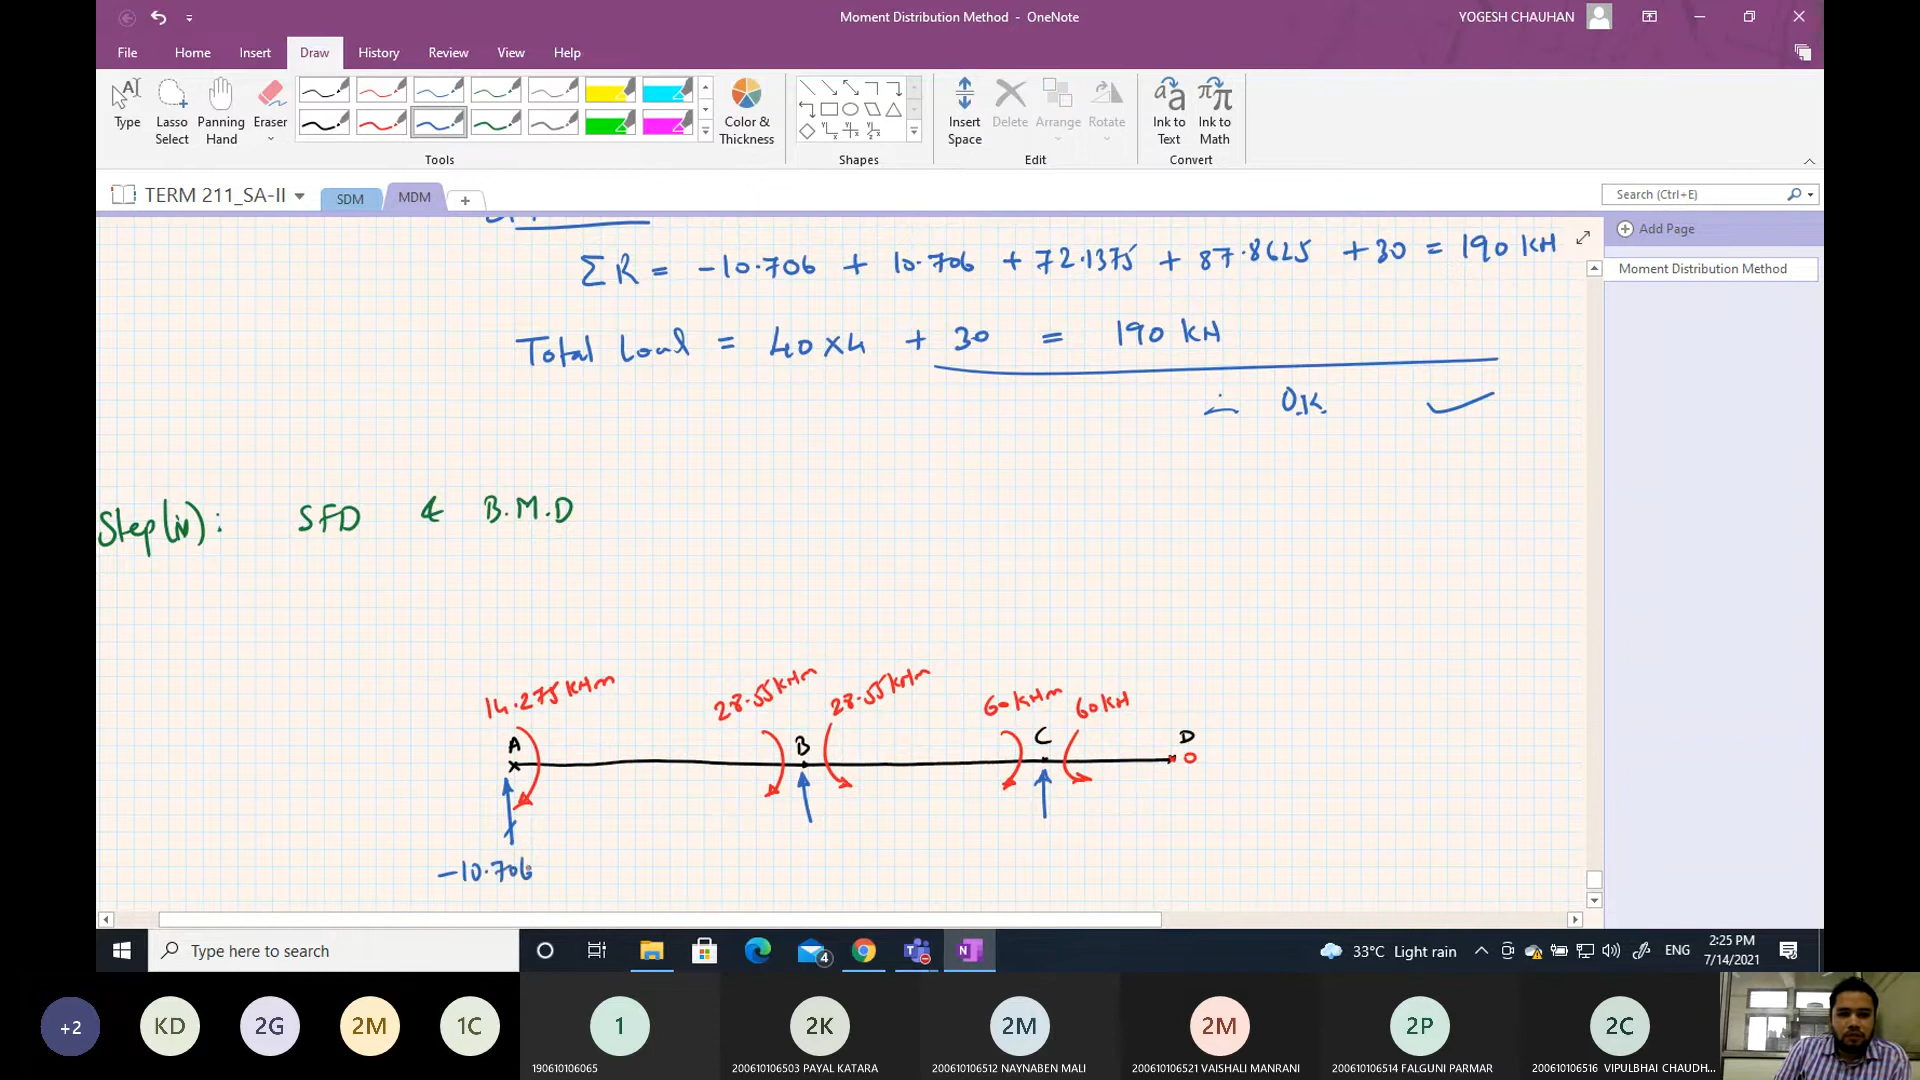 Moment Distribution Method - OneNote
YOGESH CHAUHAN
File Home Insert Draw History Review View Help
Type
Lasso Select
Panning Hand
Eraser
Color & Thickness
Insert Space
Delete
Arrange
Rotate
Ink to Text
Ink to Math
Tools
Shapes
Edit
Convert
TERM 211_SA-II
SDM
MDM
Search (Ctrl+E)
Add Page
Moment Distribution Method
ΣR = -10.706 + 10.706 + 72.1375 + 87.8625 + 30 = 190 KN
Total Load = 40x4 + 30 = 190 KN
∴ O.K.
Step(iv): SFD & B.M.D
14.275 KNm 28.55 KNm 28.55 KNm 60 KNm 60 KN
A B C D
0
-10.706
Type here to search
4
33°C Light rain
ENG
2:25 PM
7/14/2021
+2 KD 2G 2M 1C 1 2K 2M 2M 2P 2C
190610106065
200610106503 PAYAL KATARA
200610106512 NAYNABEN MALI
200610106521 VAISHALI MANRANI
200610106514 FALGUNI PARMAR
200610106516 VIPULBHAI CHAUDH...